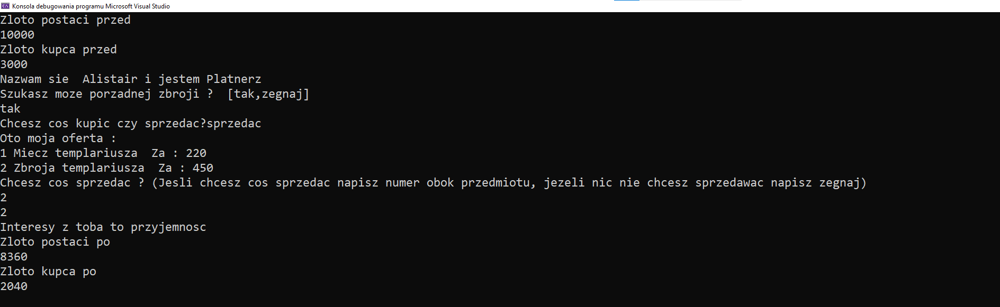 Konsola debugowania programu Microsoft Visual Studio
Zloto postaci przed
10000
Zloto kupca przed
3000
Nazwam sie  Alistair i jestem Platnerz
Szukasz moze porzadnej zbroji ?  [tak,zegnaj]
tak
Chcesz cos kupic czy sprzedac?sprzedac
Oto moja oferta :
1 Miecz templariusza  Za : 220
2 Zbroja templariusza  Za : 450
Chcesz cos sprzedac ? (Jesli chcesz cos sprzedac napisz numer obok przedmiotu, jezeli nic nie chcesz sprzedawac napisz zegnaj)
2
2
Interesy z toba to przyjemnosc
Zloto postaci po
8360
Zloto kupca po
2040